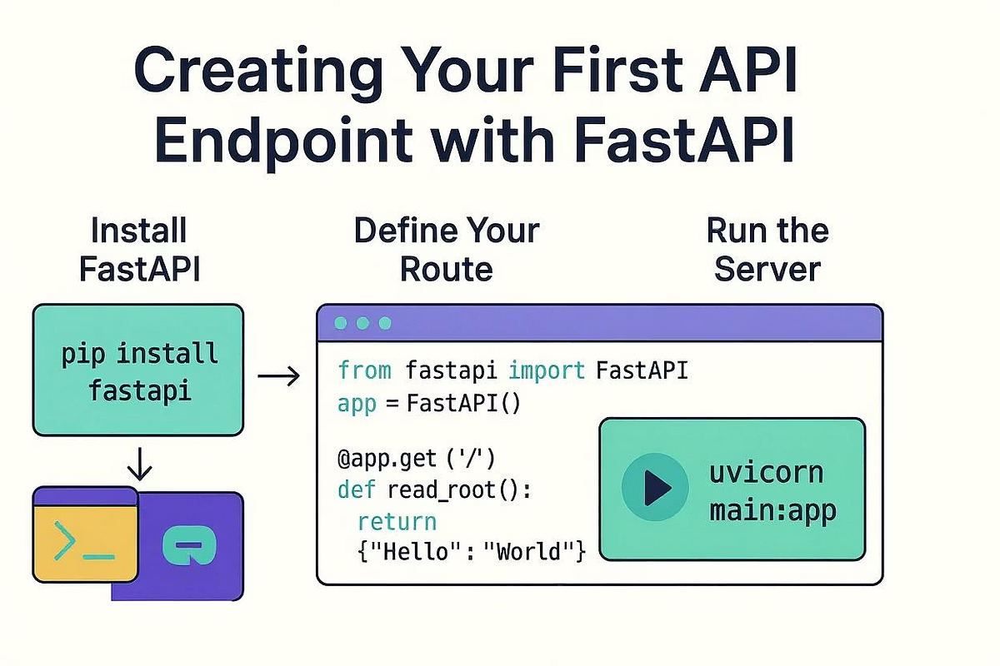 Creating Your First API
Endpoint with FastAPI
Install
FastAPI
pip install
fastapi
Define Your
Route
from fastapi import FastAPI
app = FastAPI()
@app.get ('/')
def read_root():
return
{"Hello": "World"}
Run the
Server
uvicorn
main:app